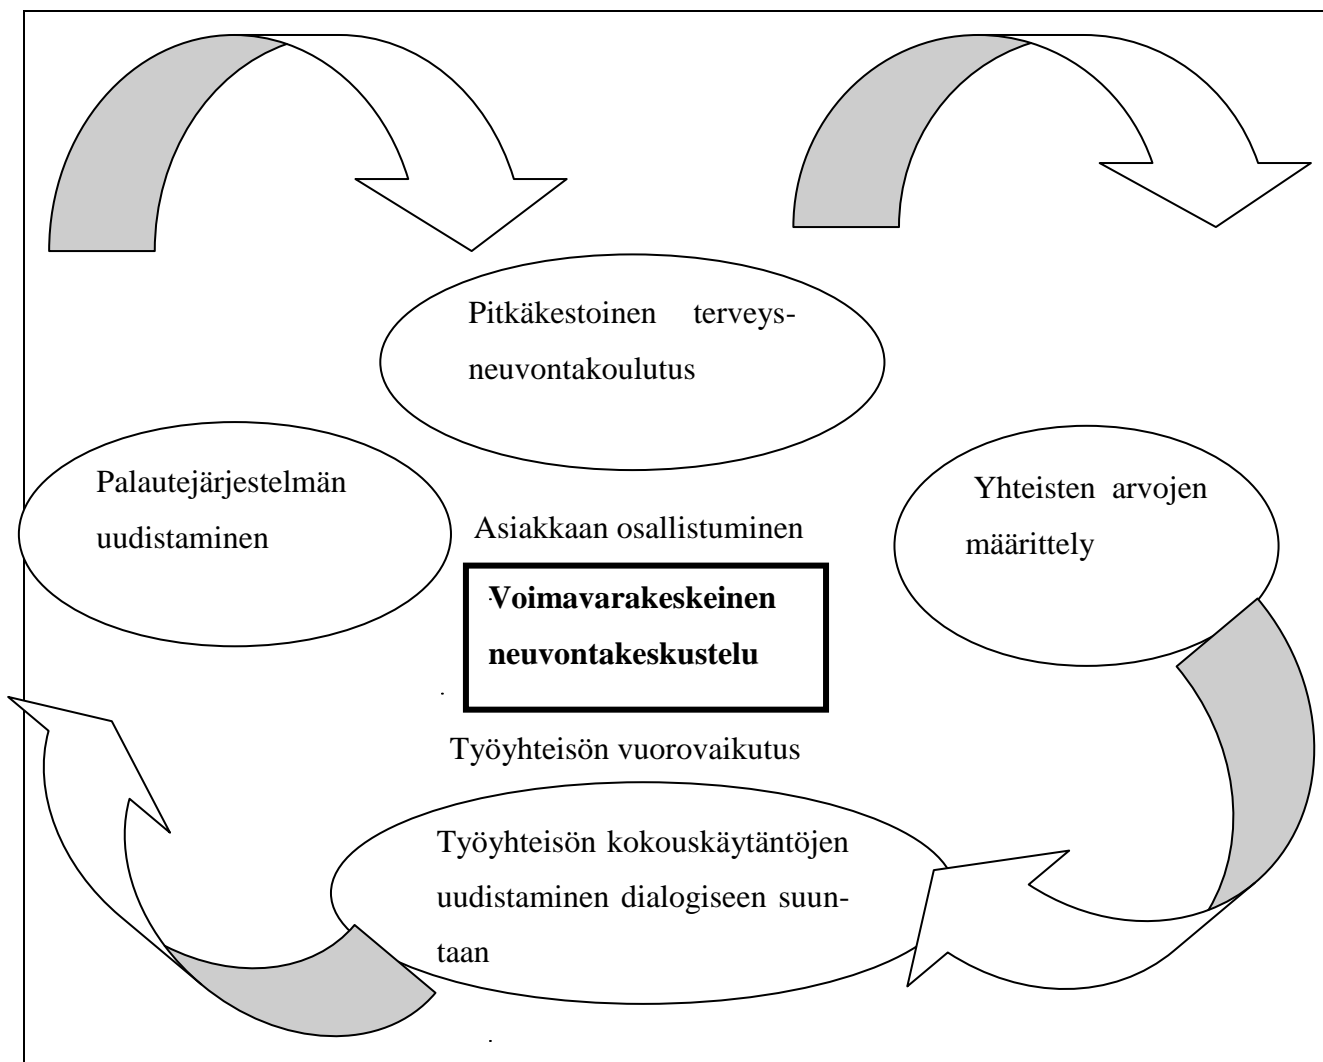 Pitkäkestoinen terveys-
neuvontakoulutus
Palautejärjestelmän
uudistaminen
Yhteisten arvojen
määrittely
Asiakkaan osallistuminen
Voimavarakeskeinen
neuvontakeskustelu
Työyhteisön vuorovaikutus
Työyhteisön kokouskäytäntöjen
uudistaminen dialogiseen suun-
taan